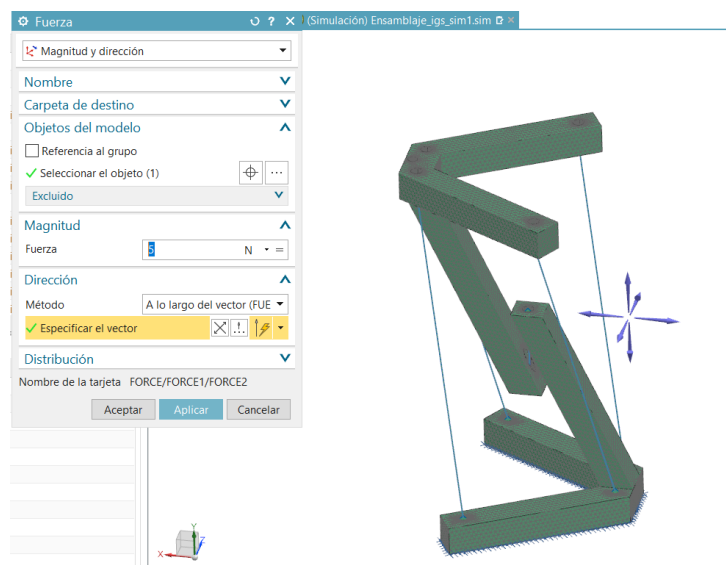 Fuerza
(Simulación) Ensamblaje_igs_sim1.sim
Magnitud y dirección
Nombre
Carpeta de destino
Objetos del modelo
Referencia al grupo
Seleccionar el objeto (1)
Excluido
Magnitud
Fuerza 5 N =
Dirección
Método A lo largo del vector (FUE
Especificar el vector
Distribución
Nombre de la tarjeta FORCE/FORCE1/FORCE2
Aceptar Aplicar Cancelar
Y
Z
X